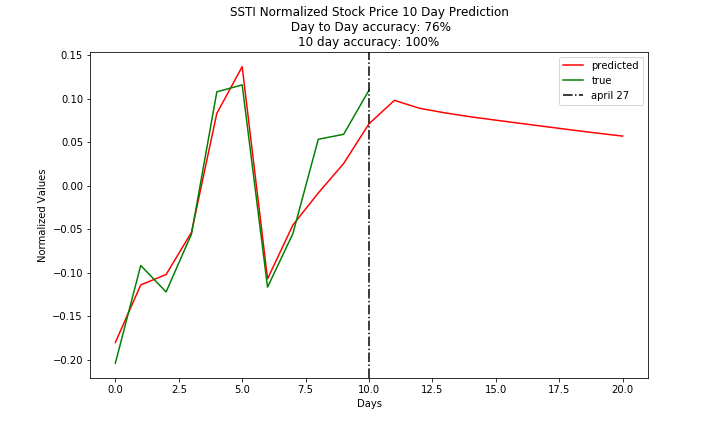 SSTI Normalized Stock Price 10 Day Prediction
Day to Day accuracy: 76%
10 day accuracy: 100%
0.15
0.10
0.05
0.00
−0.05
−0.10
−0.15
−0.20
Normalized Values
predicted
true
april 27
0.0
2.5
5.0
7.5
10.0
12.5
15.0
17.5
20.0
Days